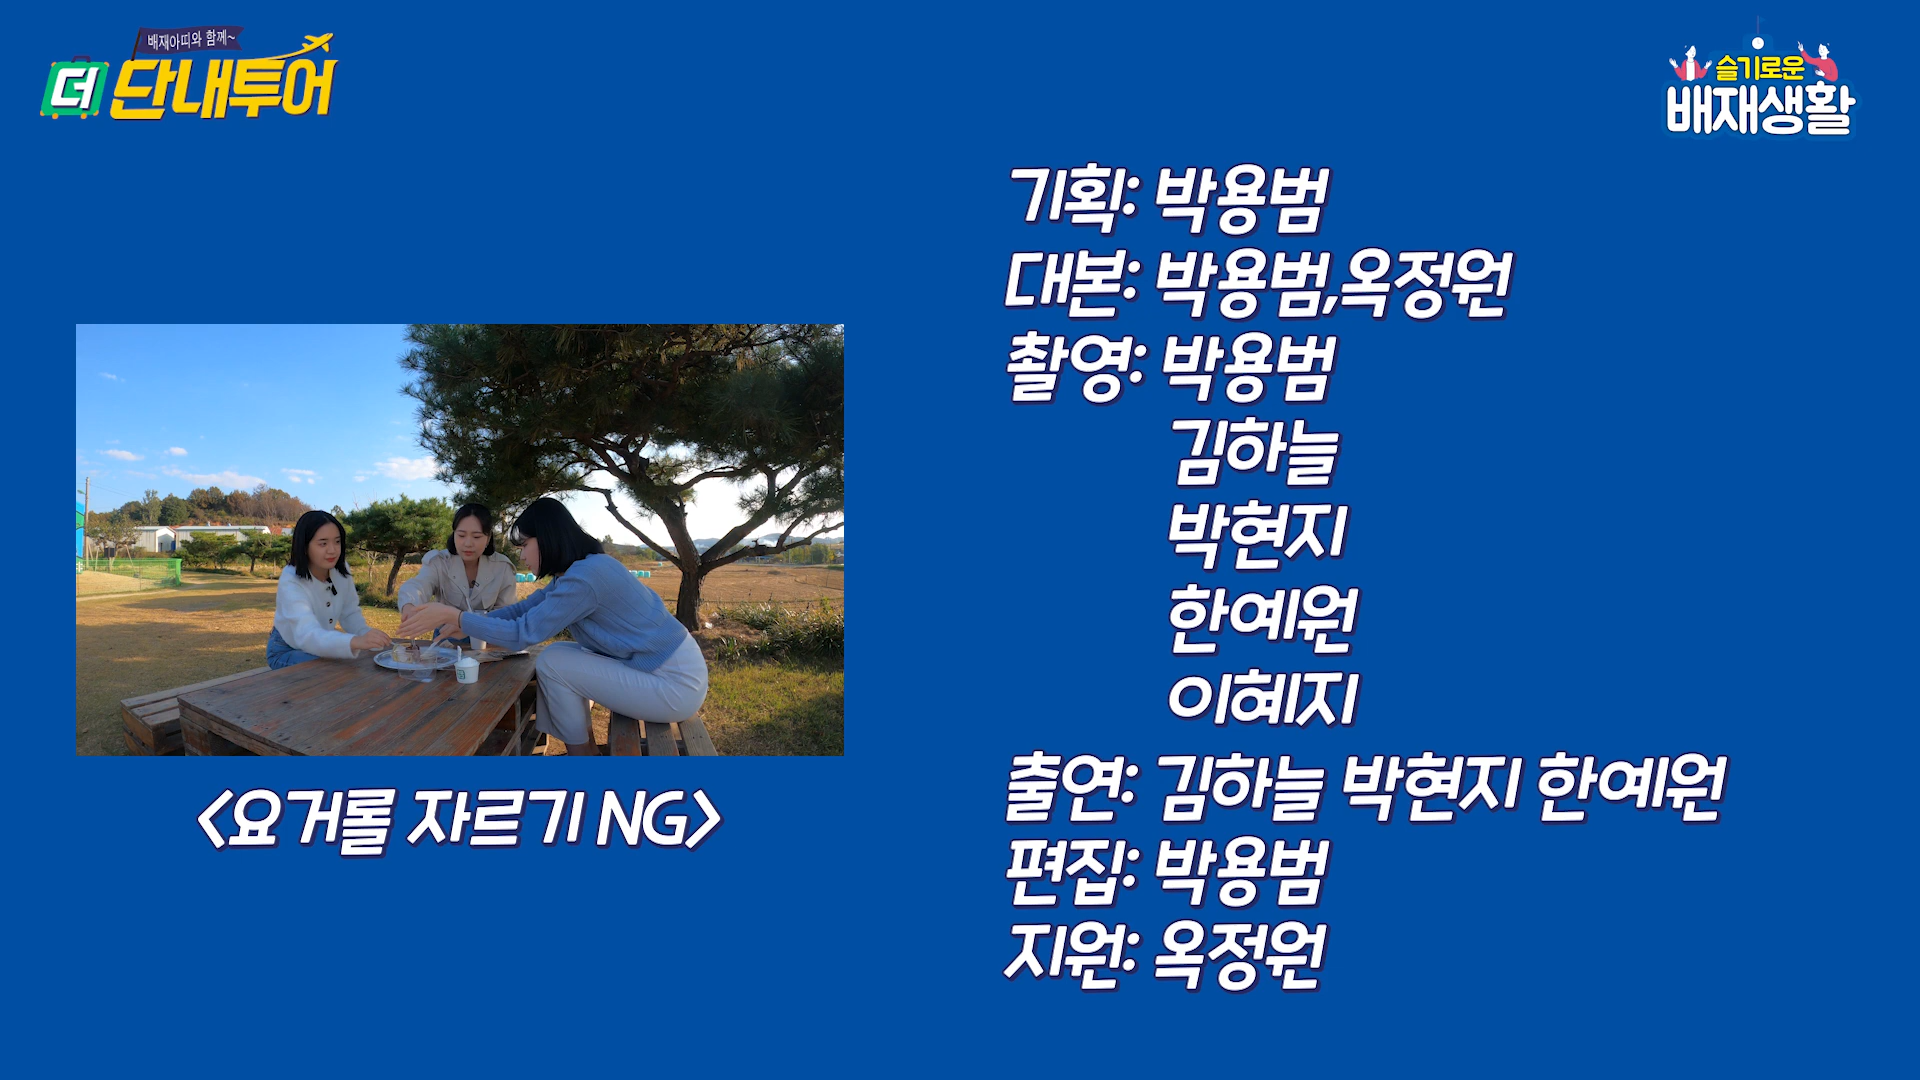 배재아띠와 함께~
더 단내투어
슬기로운
배재생활
기획: 박용범
대본: 박용범,옥정원
촬영: 박용범
김하늘
박현지
한예원
이혜지
출연: 김하늘 박현지 한예원
편집: 박용범
지원: 옥정원
<요거롤 자르기 NG>